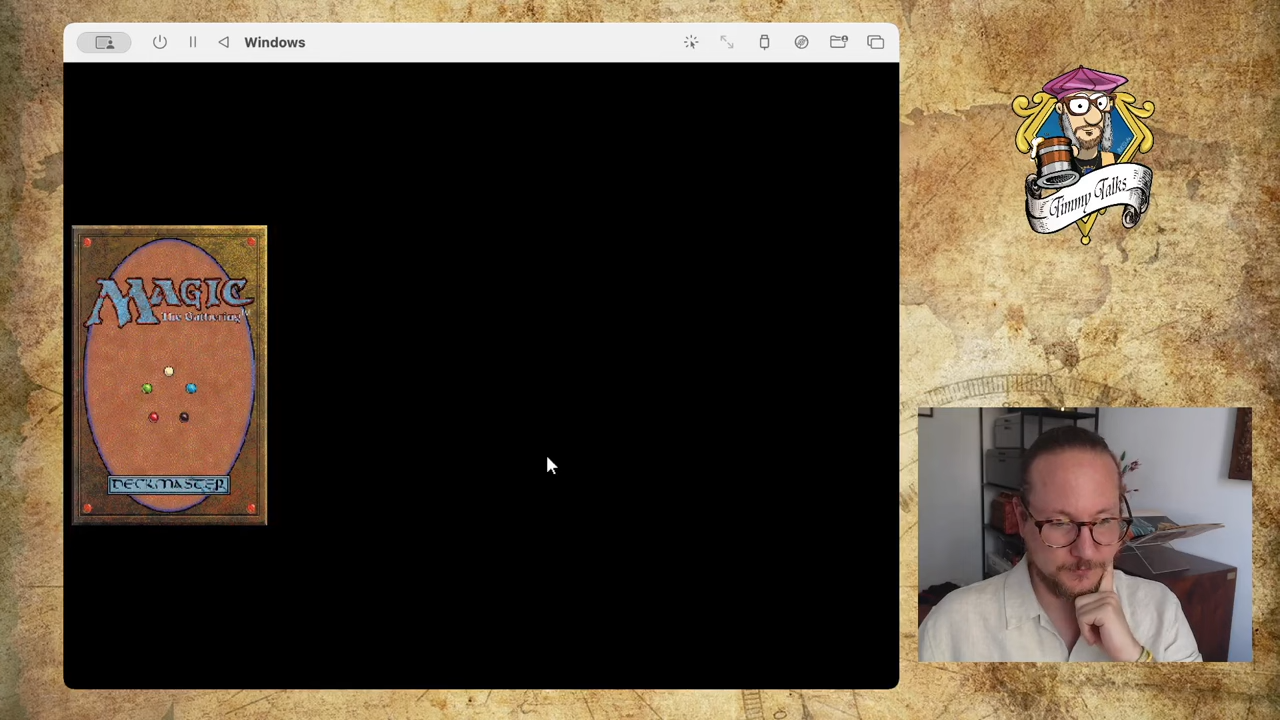 Windows
MAGIC
The Gathering
DECKMASTER
Timmy Talks